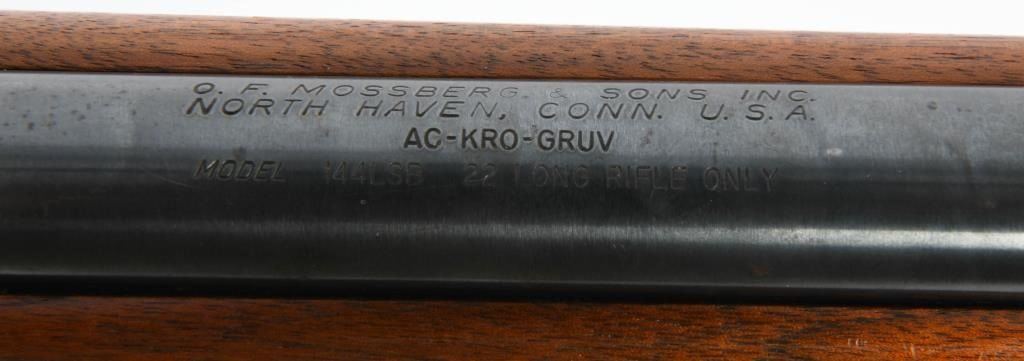 O. F. MOSSBERG & SONS INC.
NORTH HAVEN, CONN. U. S. A.
AC-KRO-GRUV
MODEL 144LSB 22 LONG RIFLE ONLY